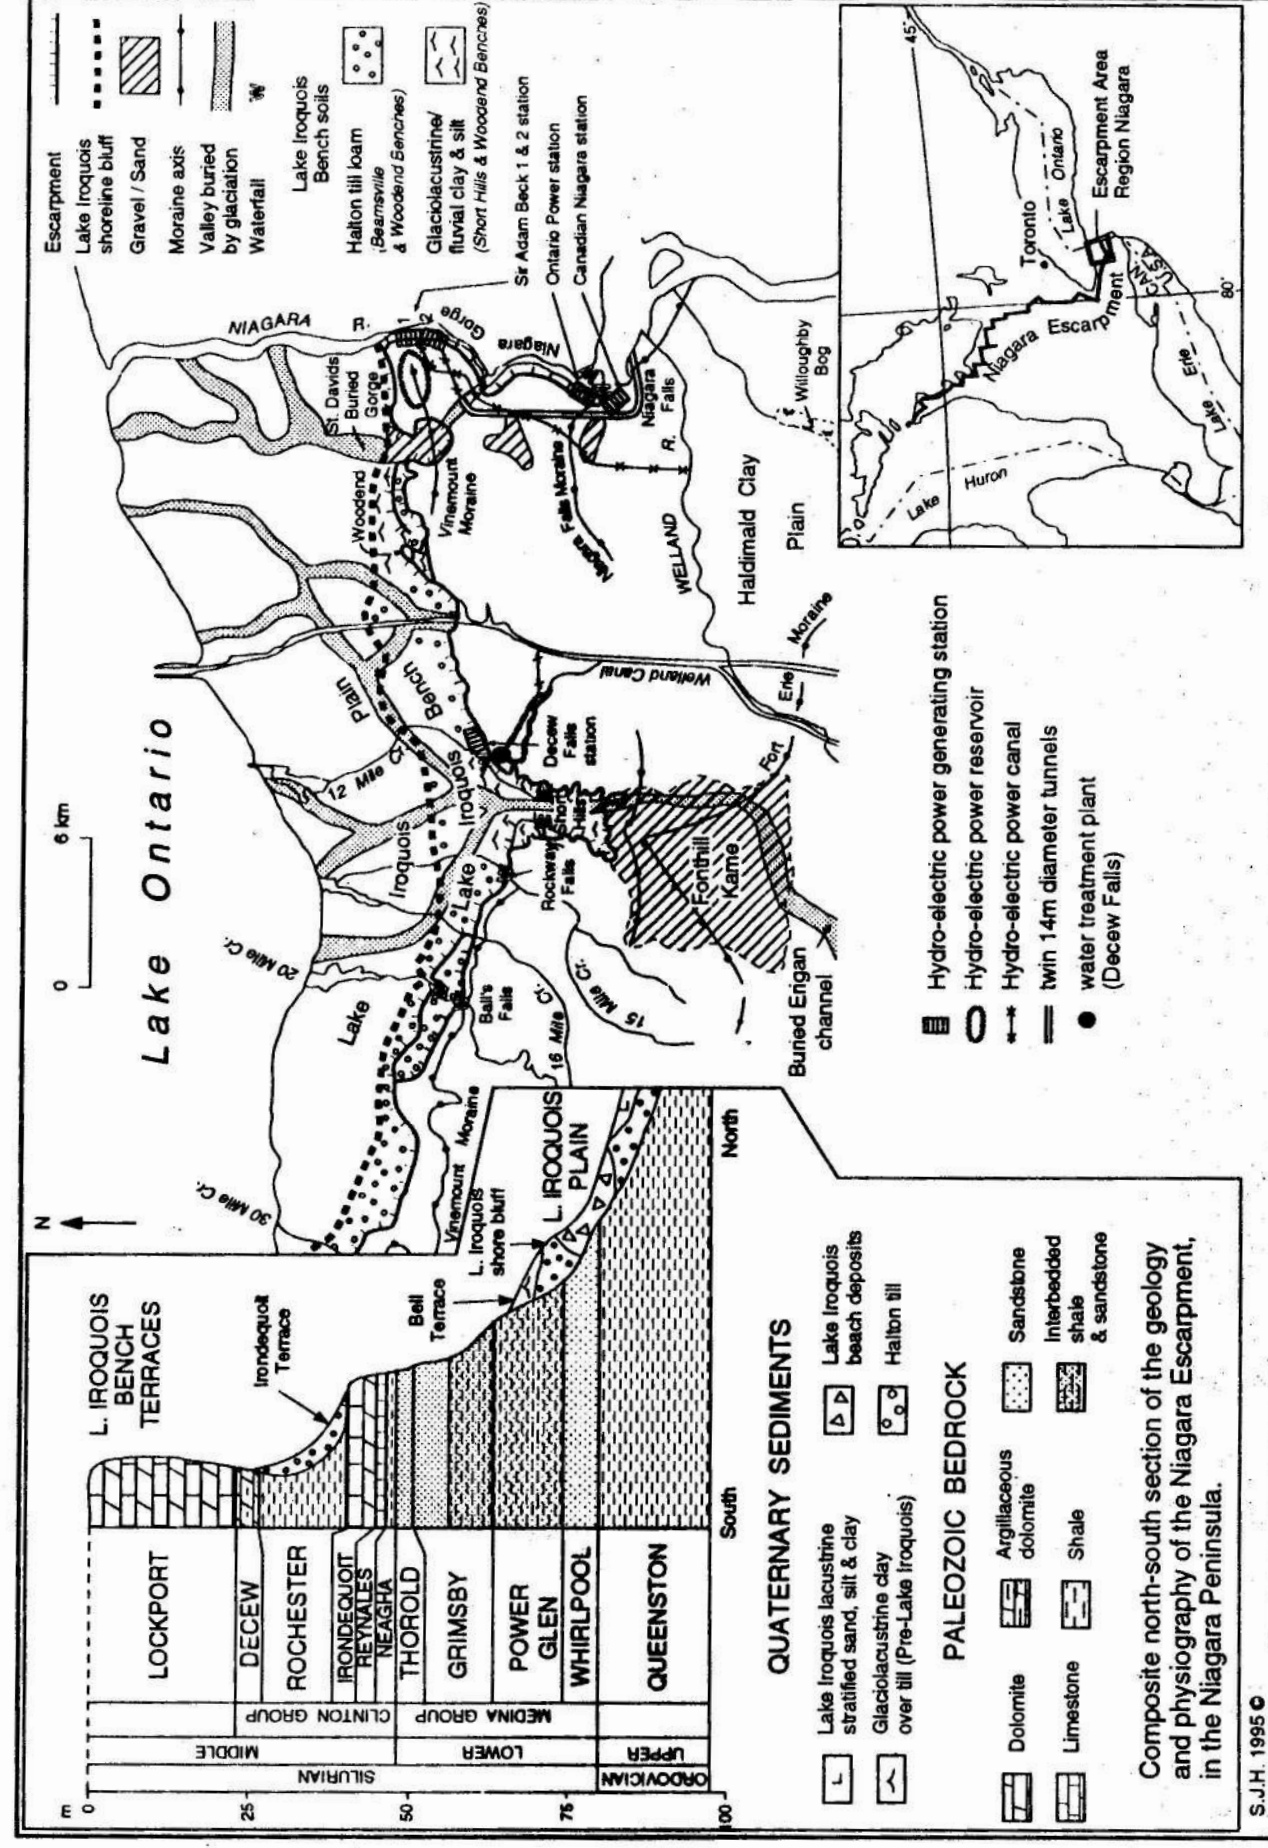 Escarpment
Lake Iroquois
shoreline bluff
Gravel / Sand
Moraine axis
Valley buried
by glaciation
Waterfall
Lake Iroquois
Bench soils
Halton till loam
(Beamsville
& Woodend Benches)
Glaciolacustrine/
fluvial clay & silt
(Short Hills & Woodend Benches)
Sir Adam Beck 1 & 2 station
Ontario Power station
Canadian Niagara station
N
0
6 km
Lake Ontario
NIAGARA
R.
1
2
Niagara
Gorge
St. Davids
Buried
Gorge
Woodend
Vinemount
Moraine
Niagara Falls Moraine
Niagara
Falls
Willoughby
Bog
WELLAND
R.
Haldimald Clay
Plain
Welland Canal
Erie
Moraine
Fort
Lake
Iroquois
Plain
Lake
Iroquois
Bench
12 Mile
20 Mile Cr.
30 Mile Cr.
16 Mile Cr.
15 Mile Cr.
Decew
Falls
station
Short
Hills
Rockway
Falls
Ball's
Falls
Fonthill
Kame
Buried Erigan
channel
Vinemount
Moraine
45°
80°
Toronto
Lake
Ontario
Escarpment Area
Region Niagara
Niagara
Escarpment
CAN.
USA
Lake
Erie
Lake
Huron
Hydro-electric power generating station
Hydro-electric power reservoir
Hydro-electric power canal
twin 14m diameter tunnels
water treatment plant
(Decew Falls)
L. IROQUOIS
BENCH
TERRACES
Irondequoit
Terrace
Bell
Terrace
L. Iroquois
shore bluff
L. IROQUOIS
PLAIN
South
North
m
0
25
50
75
100
SILURIAN
ORDOVICIAN
MIDDLE
LOWER
UPPER
CLINTON GROUP
MEDINA GROUP
LOCKPORT
DECEW
ROCHESTER
IRONDEQUOIT
REYNALES
NEAGHA
THOROLD
GRIMSBY
POWER
GLEN
WHIRLPOOL
QUEENSTON
QUATERNARY SEDIMENTS
Lake Iroquois lacustrine
stratified sand, silt & clay
Lake Iroquois
beach deposits
Glaciolacustrine clay
over till (Pre-Lake Iroquois)
Halton till
PALEOZOIC BEDROCK
Dolomite
Argillaceous
dolomite
Sandstone
Limestone
Shale
Interbedded
shale
& sandstone
Composite north-south section of the geology
and physiography of the Niagara Escarpment,
in the Niagara Peninsula.
S.J.H. 1995 ©